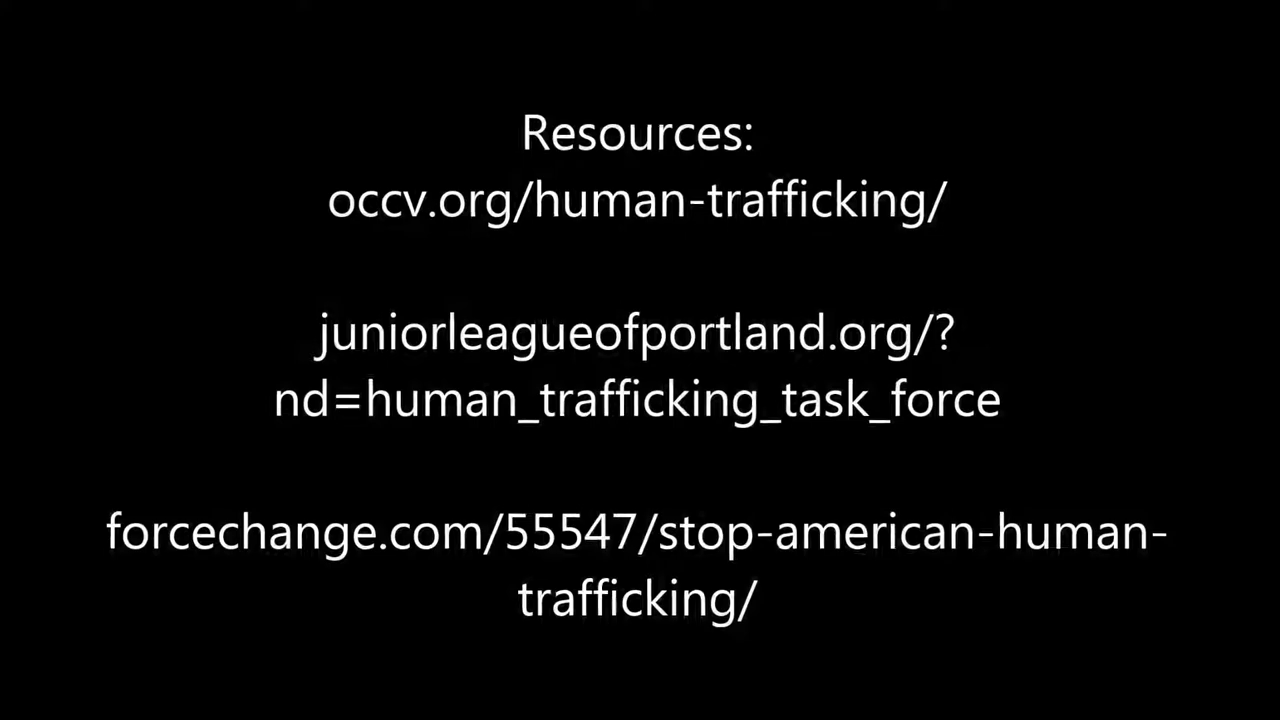 Resources:
occv.org/human-trafficking/
juniorleagueofportland.org/?
nd=human_trafficking_task_force
forcechange.com/55547/stop-american-human-
trafficking/